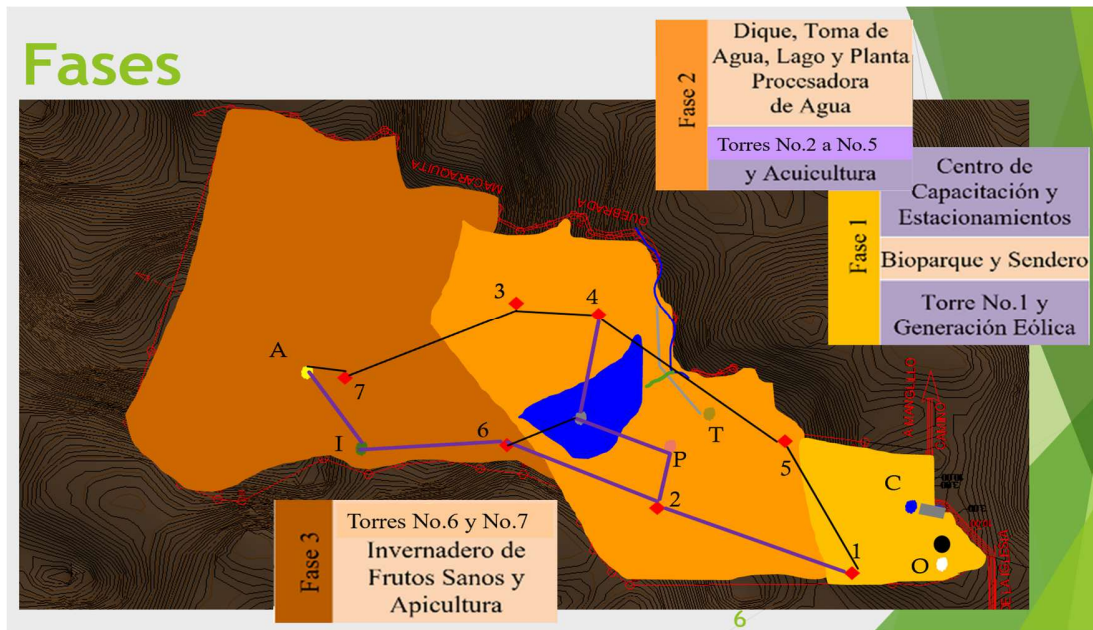 Fases
Fase 2
Dique, Toma de
Agua, Lago y Planta
Procesadora
de Agua
Torres No.2 a No.5
y Acuicultura
Fase 1
Centro de
Capacitación y
Estacionamientos
Bioparque y Sendero
Torre No.1 y
Generación Eólica
MACARAQUITA
QUEBRADA
3
4
A
7
I
6
P
T
5
2
C
1
O
CAMINO
Fase 3
Torres No.6 y No.7
Invernadero de
Frutos Sanos y
Apicultura
6